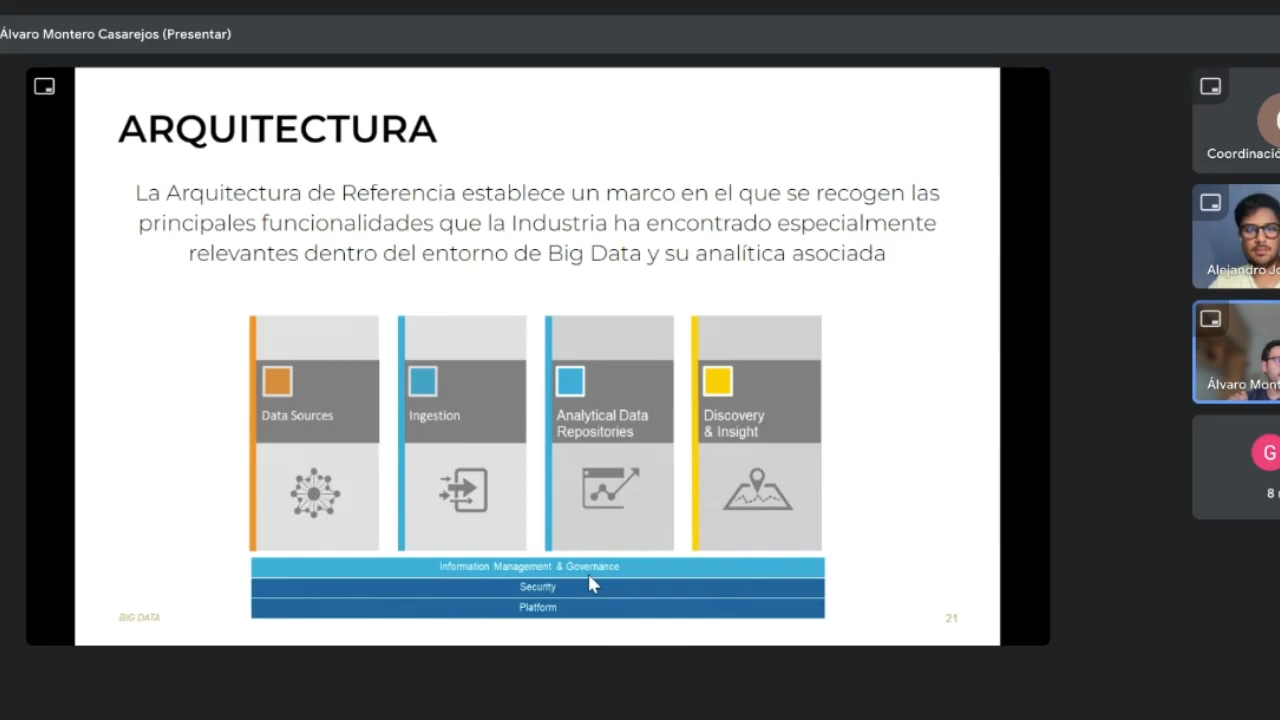 Álvaro Montero Casarejos (Presentar)
ARQUITECTURA
La Arquitectura de Referencia establece un marco en el que se recogen las
principales funcionalidades que la Industria ha encontrado especialmente
relevantes dentro del entorno de Big Data y su analítica asociada
Data Sources
Ingestion
Analytical Data
Repositories
Discovery
& Insight
Information Management & Governance
Security
Platform
BIG DATA
21
Coordinació
Alejandro Jo
Álvaro Mont
G
8